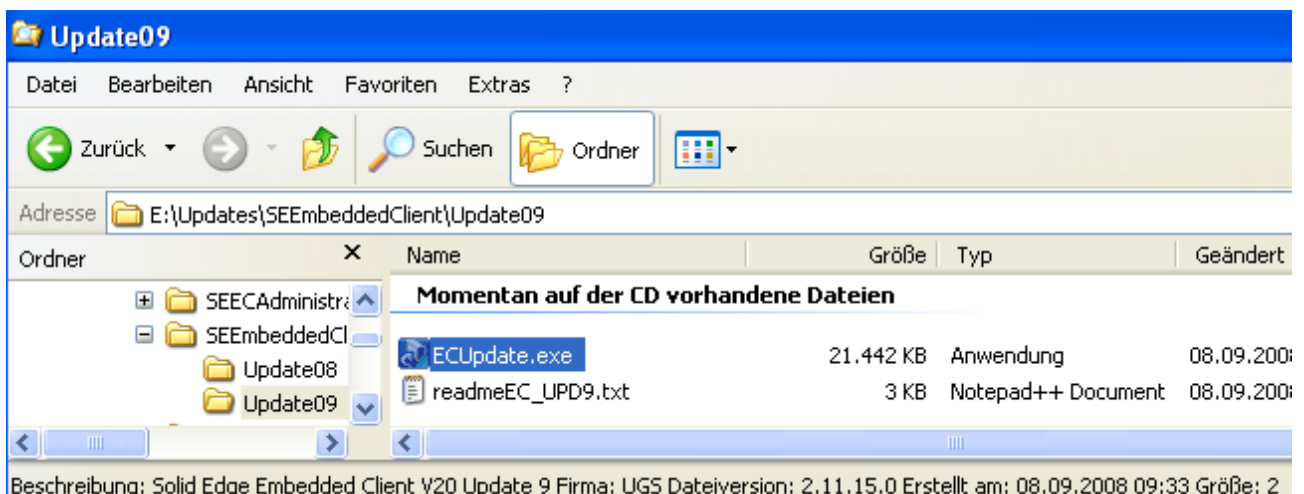 Update09
Datei Bearbeiten Ansicht Favoriten Extras ?
Zurück Suchen Ordner
Adresse E:\Updates\SEEmbeddedClient\Update09
Ordner Name Größe Typ Geändert
Momentan auf der CD vorhandene Dateien
SEECAdministra
SEEmbeddedCl
Update08
Update09
ECUpdate.exe 21.442 KB Anwendung 08.09.2008
readmeEC_UPD9.txt 3 KB Notepad++ Document 08.09.2008
Beschreibung: Solid Edge Embedded Client V20 Update 9 Firma: UGS Dateiversion: 2.11.15.0 Erstellt am: 08.09.2008 09:33 Größe: 2